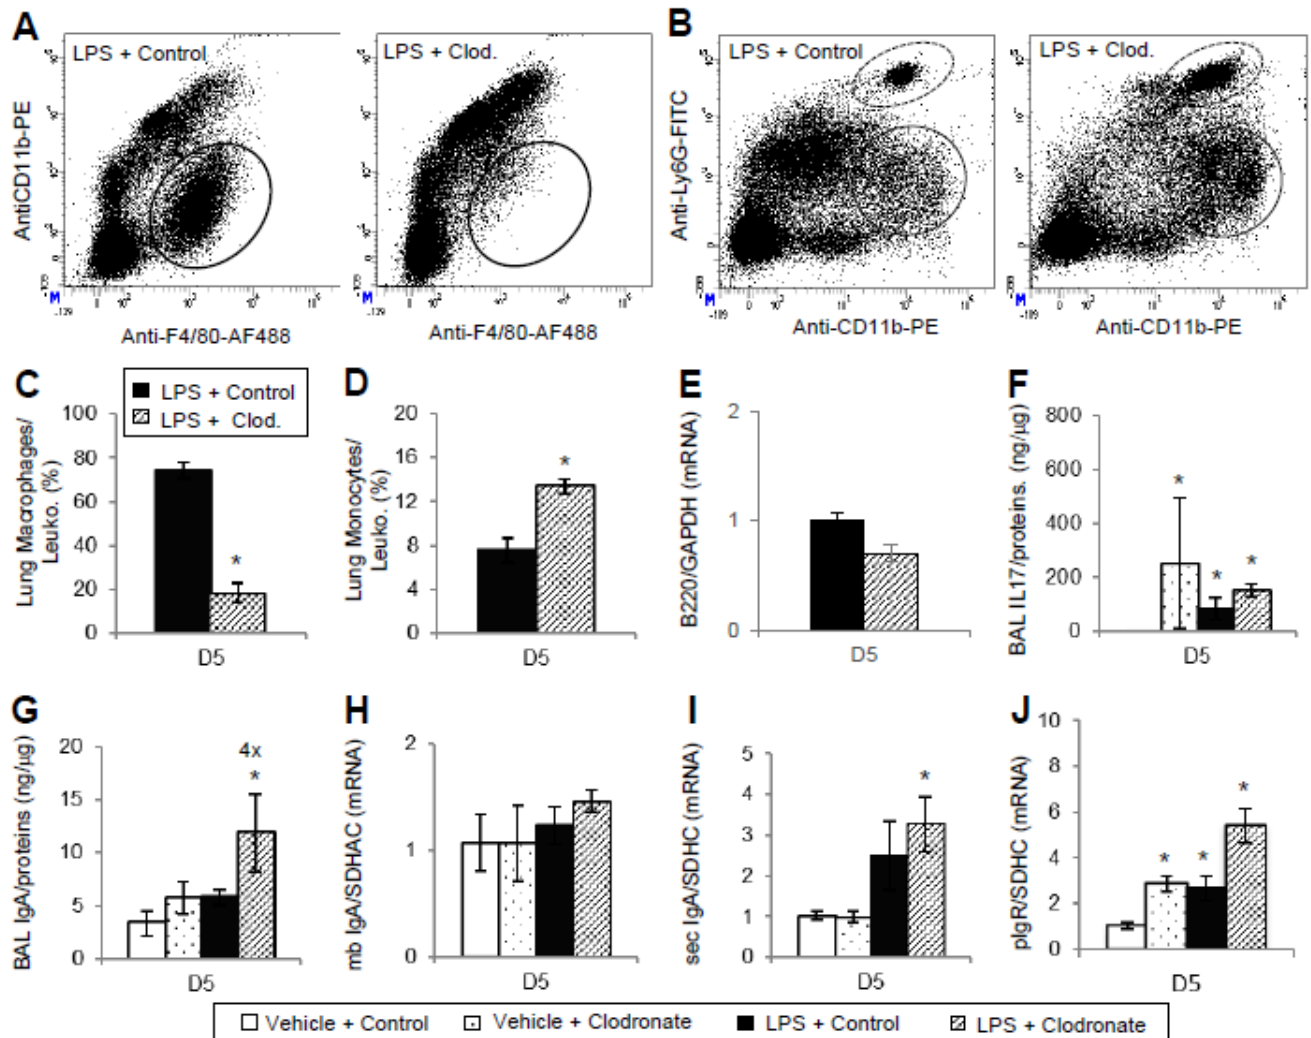 A
LPS + Control
LPS + Clod.
AntiCD11b-PE
Anti-F4/80-AF488
Anti-F4/80-AF488
B
LPS + Control
LPS + Clod.
Anti-Ly6G-FITC
Anti-CD11b-PE
Anti-CD11b-PE
M
M
C
LPS + Control
LPS + Clod.
Lung Macrophages/
Leuko. (%)
100
80
60
40
20
0
*
D5
D
Lung Monocytes/
Leuko. (%)
20
16
12
8
4
0
*
D5
E
B220/GAPDH (mRNA)
2
1
0
D5
F
BAL IL17/proteins. (ng/µg)
800
600
400
200
0
*
*
*
D5
G
BAL IgA/proteins (ng/µg)
20
15
10
5
0
4x
*
D5
H
mb IgA/SDHAC (mRNA)
2
1
0
D5
I
sec IgA/SDHC (mRNA)
5
4
3
2
1
0
*
D5
J
pIgR/SDHC (mRNA)
10
8
6
4
2
0
*
*
*
D5
Vehicle + Control
Vehicle + Clodronate
LPS + Control
LPS + Clodronate